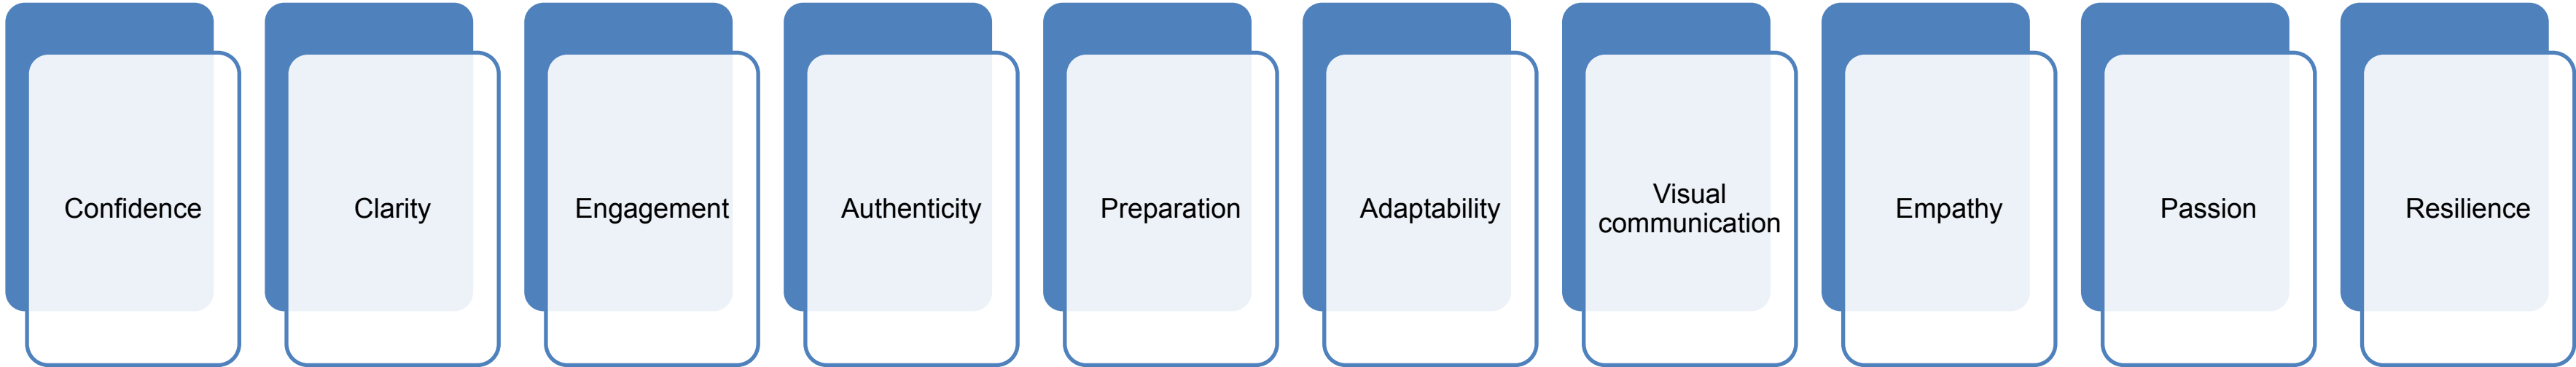 Confidence
Clarity
Engagement
Authenticity
Preparation
Adaptability
Visual
communication
Empathy
Passion
Resilience